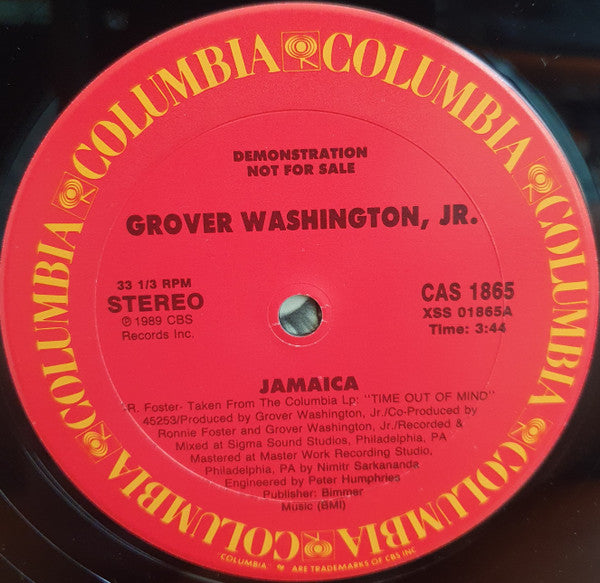 COLUMBIA COLUMBIA COLUMBIA COLUMBIA COLUMBIA COLUMBIA COLUMBIA COLUMBIA
DEMONSTRATION
NOT FOR SALE
GROVER WASHINGTON, JR.
33 1/3 RPM
STEREO
℗ 1989 CBS
Records Inc.
CAS 1865
XSS 01865A
Time: 3:44
JAMAICA
-R. Foster- Taken From The Columbia Lp: "TIME OUT OF MIND"
45253/Produced by Grover Washington, Jr./Co-Produced by
Ronnie Foster and Grover Washington, Jr./Recorded &
Mixed at Sigma Sound Studios, Philadelphia, PA
Mastered at Master Work Recording Studio,
Philadelphia, PA by Nimitr Sarkananda
Engineered by Peter Humphries
Publisher: Bimmer
Music (BMI)
"COLUMBIA" ARE TRADEMARKS OF CBS INC